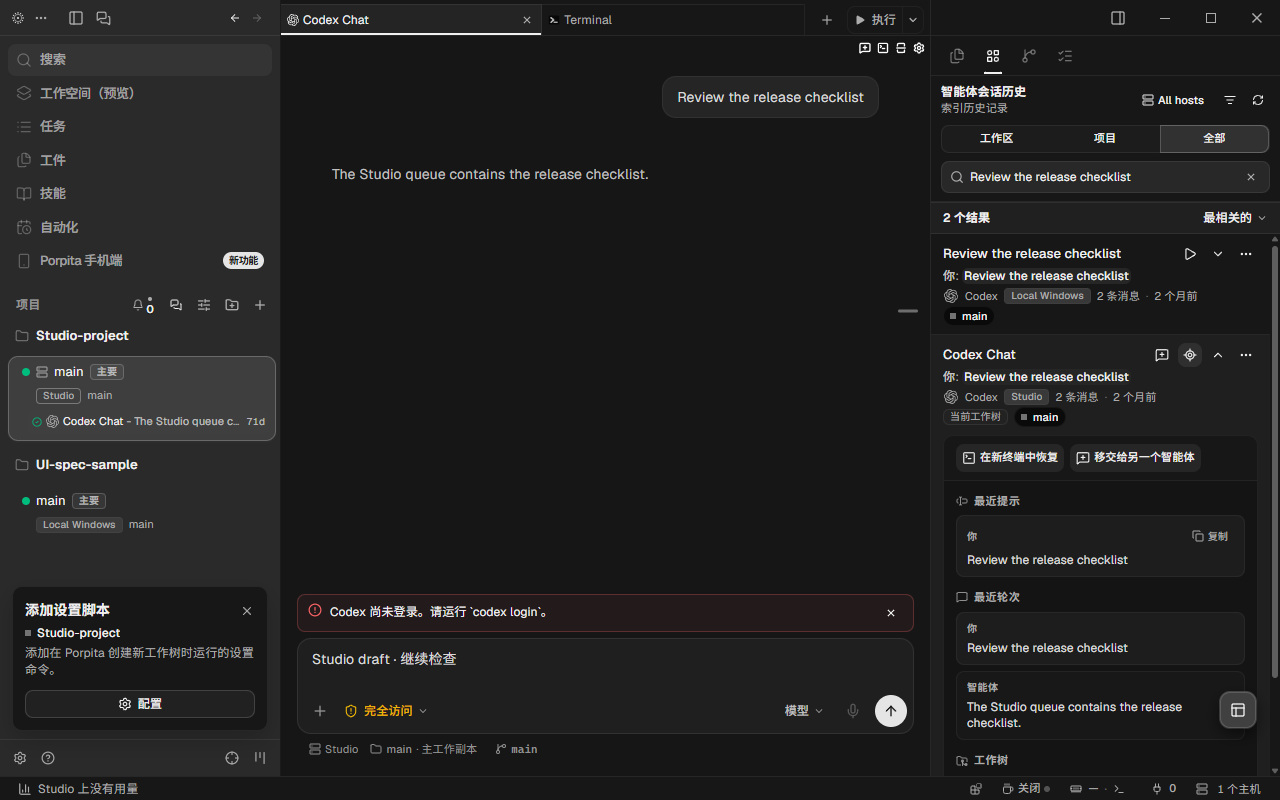 Codex Chat
Terminal
执行
搜索
工作空间（预览）
任务
工件
技能
自动化
Porpita 手机端
新功能
项目
0
Studio-project
main
主要
Studio
main
Codex Chat - The Studio queue c...
71d
UI-spec-sample
main
主要
Local Windows
main
添加设置脚本
Studio-project
添加在 Porpita 创建新工作树时运行的设置
命令。
配置
Studio 上没有用量
Review the release checklist
The Studio queue contains the release checklist.
Codex 尚未登录。请运行 `codex login`。
Studio draft · 继续检查
完全访问
模型
Studio
main · 主工作副本
main
智能体会话历史
索引历史记录
All hosts
工作区
项目
全部
Review the release checklist
2 个结果
最相关的
Review the release checklist
你: Review the release checklist
Codex
Local Windows
2 条消息 · 2 个月前
main
Codex Chat
你: Review the release checklist
Codex
Studio
2 条消息 · 2 个月前
当前工作树
main
在新终端中恢复
移交给另一个智能体
最近提示
你
复制
Review the release checklist
最近轮次
你
Review the release checklist
智能体
The Studio queue contains the release
checklist.
工作树
关闭
0
1 个主机